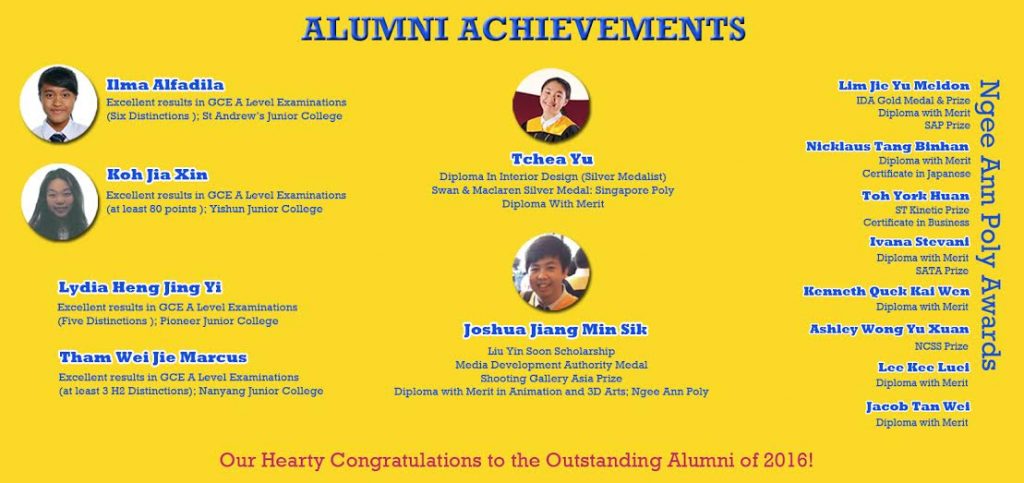 ALUMNI ACHIEVEMENTS
Ilma Alfadila
Excellent results in GCE A Level Examinations
(Six Distinctions ); St Andrew's Junior College
Koh Jia Xin
Excellent results in GCE A Level Examinations
(at least 80 points ); Yishun Junior College
Lydia Heng Jing Yi
Excellent results in GCE A Level Examinations
(Five Distinctions ); Pioneer Junior College
Tham Wei Jie Marcus
Excellent results in GCE A Level Examinations
(at least 3 H2 Distinctions); Nanyang Junior College
Tchea Yu
Diploma In Interior Design (Silver Medalist)
Swan & Maclaren Silver Medal: Singapore Poly
Diploma With Merit
Joshua Jiang Min Sik
Liu Yin Soon Scholarship
Media Development Authority Medal
Shooting Gallery Asia Prize
Diploma with Merit in Animation and 3D Arts; Ngee Ann Poly
Ngee Ann Poly Awards
Lim Jie Yu Meldon
IDA Gold Medal & Prize
Diploma with Merit
SAP Prize
Nicklaus Tang Binhan
Diploma with Merit
Certificate in Japanese
Toh York Huan
ST Kinetic Prize
Certificate in Business
Ivana Stevani
Diploma with Merit
SATA Prize
Kenneth Quek Kai Wen
Diploma with Merit
Ashley Wong Yu Xuan
NCSS Prize
Lee Kee Luei
Diploma with Merit
Jacob Tan Wei
Diploma with Merit
Our Hearty Congratulations to the Outstanding Alumni of 2016!